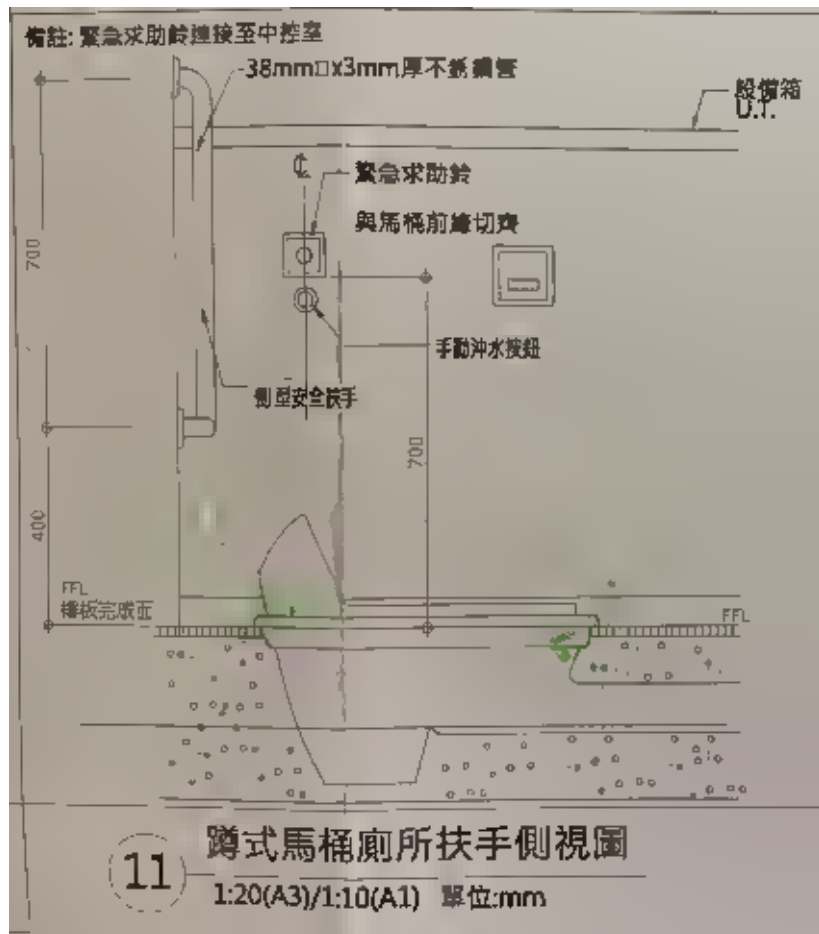 備註: 緊急求助鈴連接至中控室
38mm□x3mm厚不銹鋼管
設備箱
U.T.
℄
緊急求助鈴
與馬桶前緣切齊
700
手動沖水按鈕
側型安全扶手
700
400
FFL
樓板完成面
FFL
11
蹲式馬桶廁所扶手側視圖
1:20(A3)/1:10(A1) 單位:mm